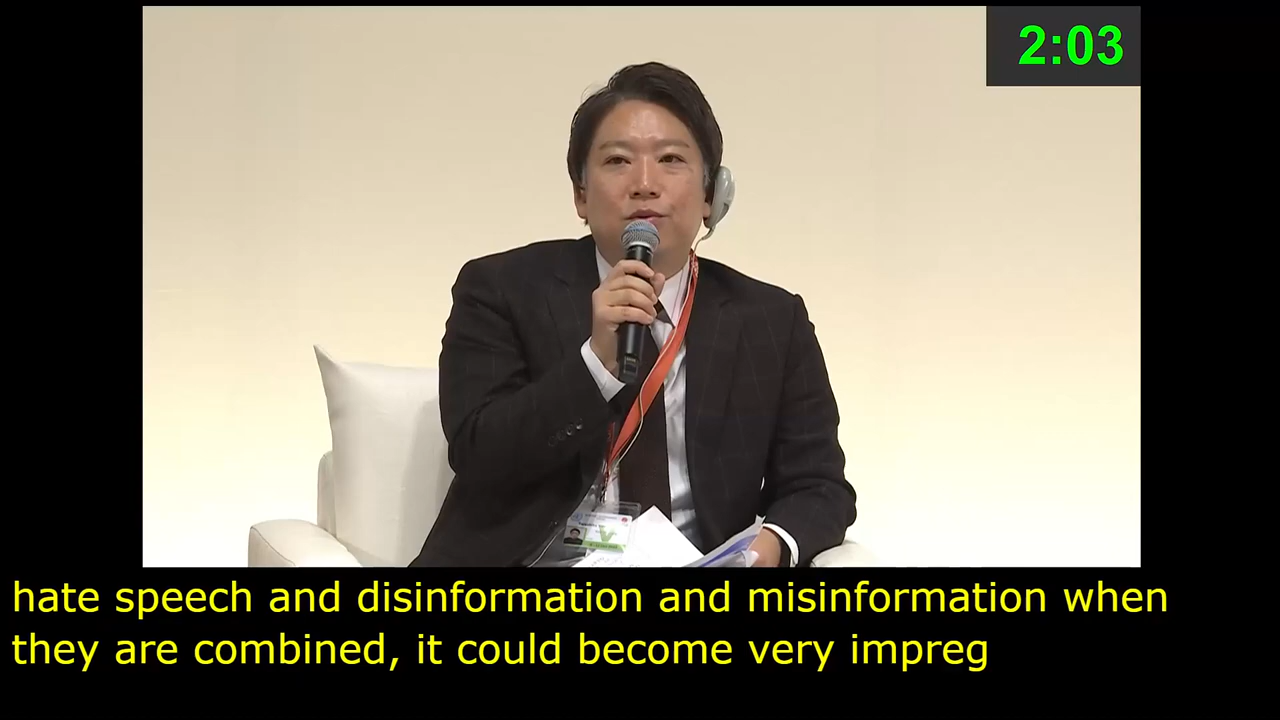 2:03
hate speech and disinformation and misinformation when
they are combined, it could become very impreg